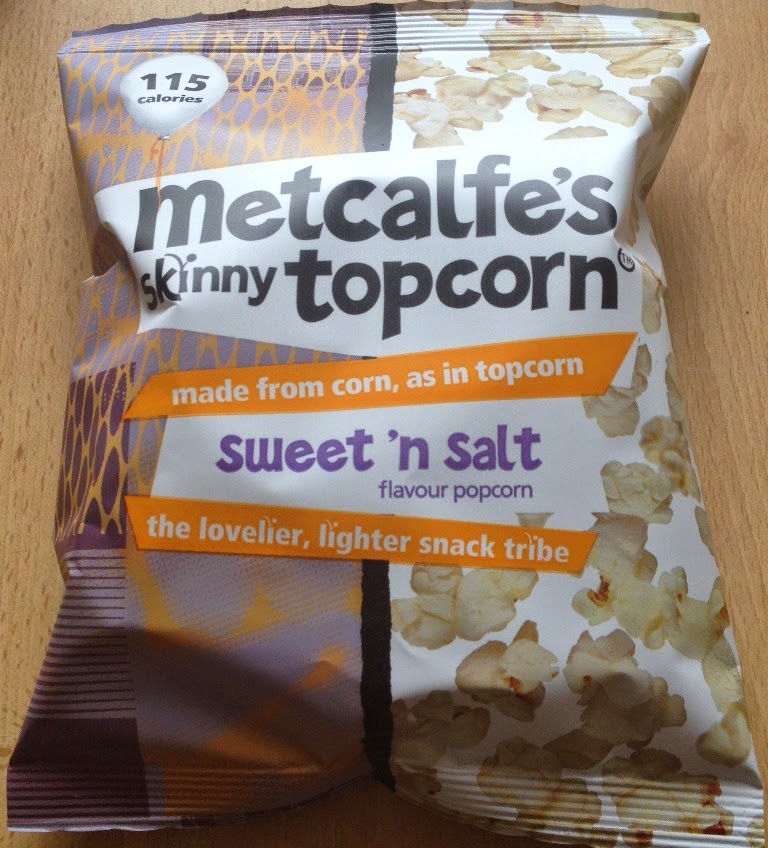 115
calories
metcalfe's
skinny topcorn™
made from corn, as in topcorn
sweet 'n salt
flavour popcorn
the lovelier, lighter snack tribe